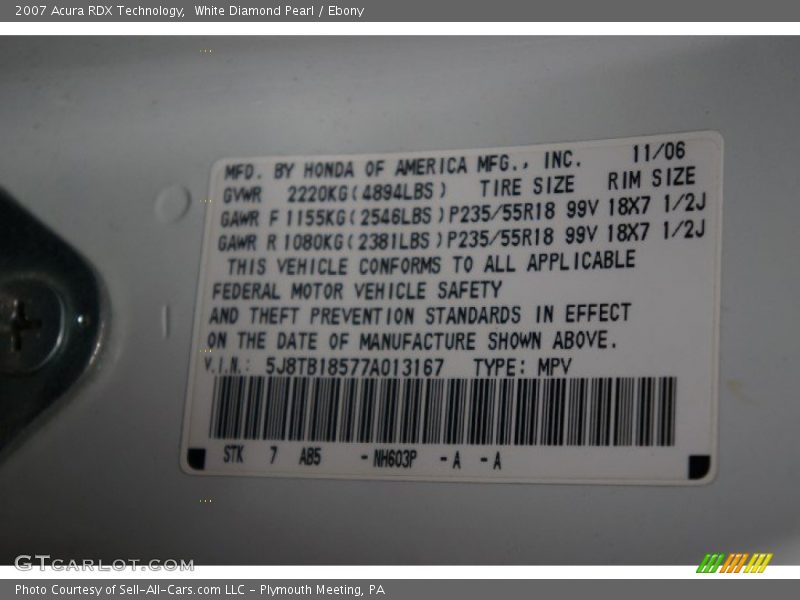 2007 Acura RDX Technology,  White Diamond Pearl / Ebony
MFD. BY HONDA OF AMERICA MFG., INC. 11/06
GVWR 2220KG(4894LBS) TIRE SIZE RIM SIZE
GAWR F 1155KG(2546LBS)P235/55R18 99V 18X7 1/2J
GAWR R 1080KG(2381LBS)P235/55R18 99V 18X7 1/2J
THIS VEHICLE CONFORMS TO ALL APPLICABLE
FEDERAL MOTOR VEHICLE SAFETY
AND THEFT PREVENTION STANDARDS IN EFFECT
ON THE DATE OF MANUFACTURE SHOWN ABOVE.
V.I.N.: 5J8TB18577A013167 TYPE: MPV
STK 7 AB5 -NH603P -A -A
GTCARLOT.COM
Photo Courtesy of Sell-All-Cars.com LLC - Plymouth Meeting, PA